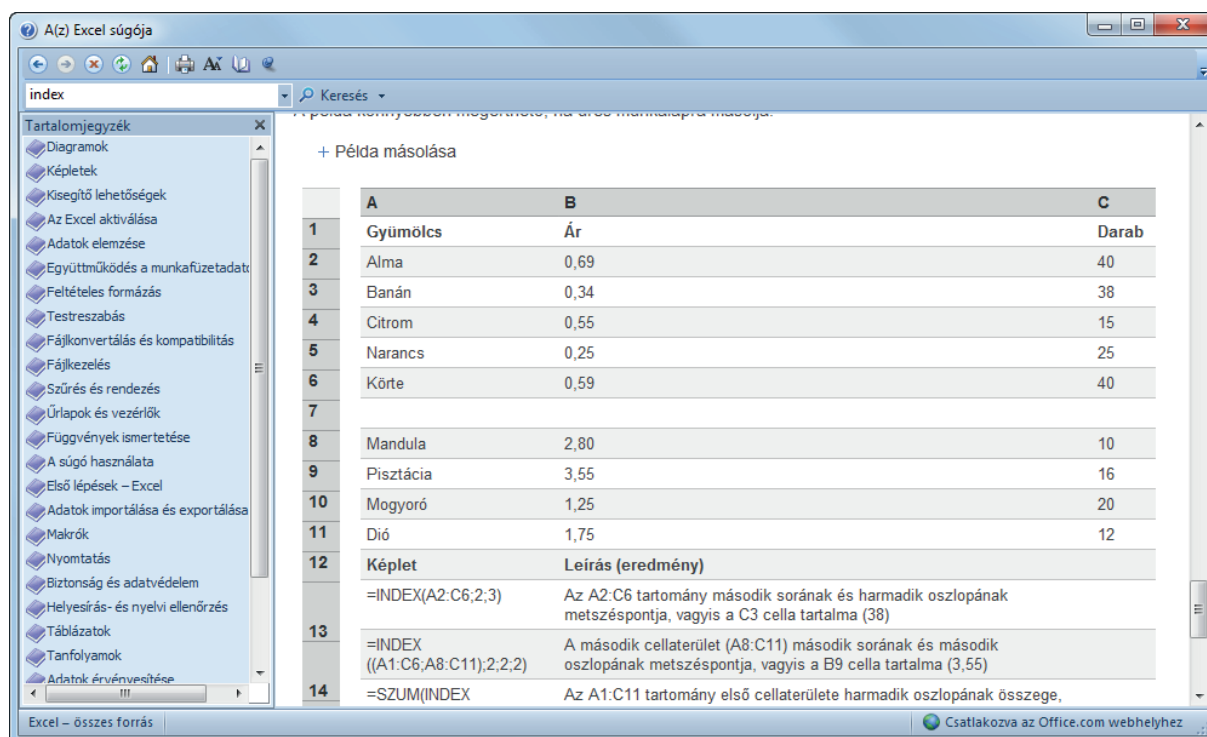 A(z) Excel súgója
index
Keresés
Tartalomjegyzék
Diagramok
Képletek
Kisegítő lehetőségek
Az Excel aktiválása
Adatok elemzése
Együttműködés a munkafüzetadato
Feltételes formázás
Testreszabás
Fájlkonvertálás és kompatibilitás
Fájlkezelés
Szűrés és rendezés
Űrlapok és vezérlők
Függvények ismertetése
A súgó használata
Első lépések – Excel
Adatok importálása és exportálása
Makrók
Nyomtatás
Biztonság és adatvédelem
Helyesírás- és nyelvi ellenőrzés
Táblázatok
Tanfolyamok
Adatok érvényesítése
+ Példa másolása
A B C
1 Gyümölcs Ár Darab
2 Alma 0,69 40
3 Banán 0,34 38
4 Citrom 0,55 15
5 Narancs 0,25 25
6 Körte 0,59 40
7
8 Mandula 2,80 10
9 Pisztácia 3,55 16
10 Mogyoró 1,25 20
11 Dió 1,75 12
12 Képlet Leírás (eredmény)
=INDEX(A2:C6;2;3) Az A2:C6 tartomány második sorának és harmadik oszlopának
metszéspontja, vagyis a C3 cella tartalma (38)
13
=INDEX A második cellaterület (A8:C11) második sorának és második
((A1:C6;A8:C11);2;2;2) oszlopának metszéspontja, vagyis a B9 cella tartalma (3,55)
14 =SZUM(INDEX Az A1:C11 tartomány első cellaterülete harmadik oszlopának összege,
Excel – összes forrás
Csatlakozva az Office.com webhelyhez